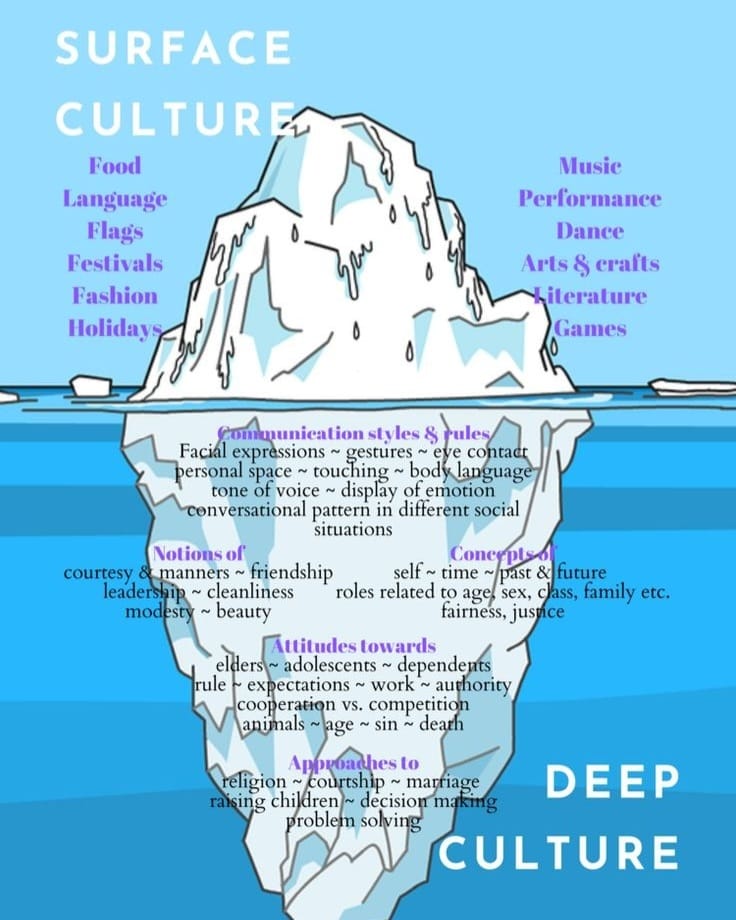 SURFACE
CULTURE
Food
Language
Flags
Festivals
Fashion
Holidays
Music
Performance
Dance
Arts & crafts
Literature
Games
Communication styles & rules
Facial expressions ~ gestures ~ eye contact
personal space ~ touching ~ body language
tone of voice ~ display of emotion
conversational pattern in different social
situations
Notions of
courtesy & manners ~ friendship
leadership ~ cleanliness
modesty ~ beauty
Concepts of
self ~ time ~ past & future
roles related to age, sex, class, family etc.
fairness, justice
Attitudes towards
elders ~ adolescents ~ dependents
rule ~ expectations ~ work ~ authority
cooperation vs. competition
animals ~ age ~ sin ~ death
Approaches to
religion ~ courtship ~ marriage
raising children ~ decision making
problem solving
DEEP
CULTURE